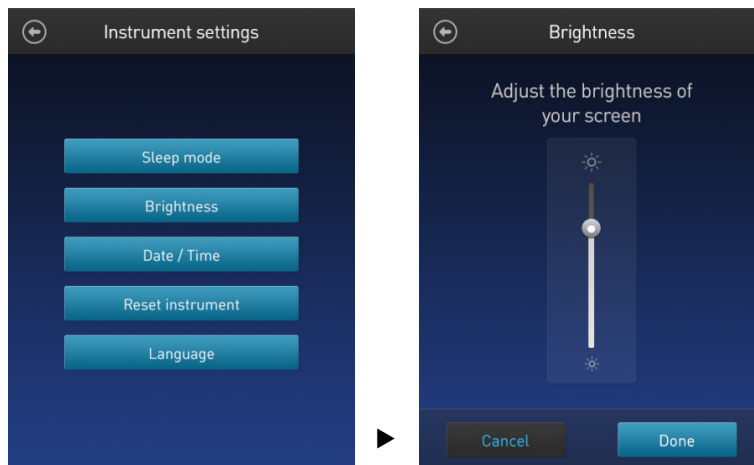 Instrument settings
Sleep mode
Brightness
Date / Time
Reset instrument
Language
Brightness
Adjust the brightness of
your screen
Cancel
Done